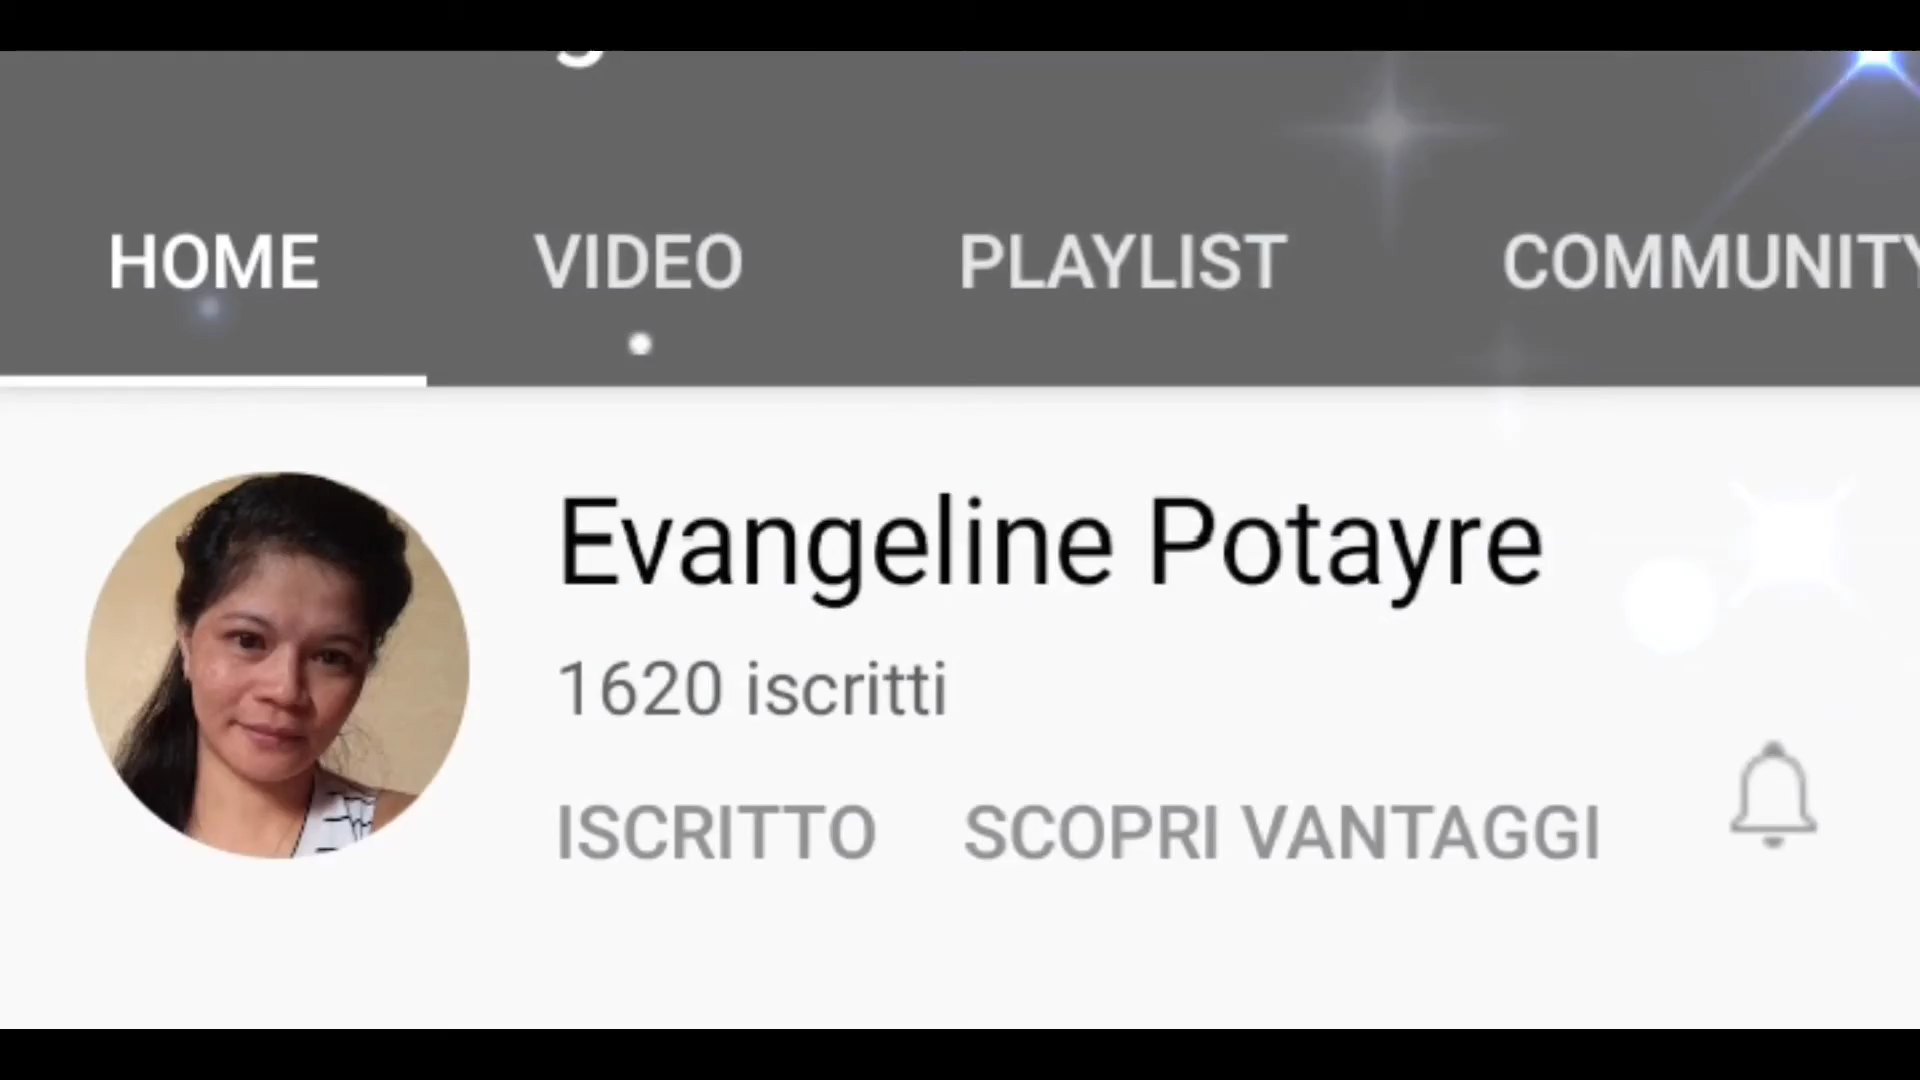 HOME VIDEO PLAYLIST COMMUNITY
Evangeline Potayre
1620 iscritti
ISCRITTO SCOPRI VANTAGGI